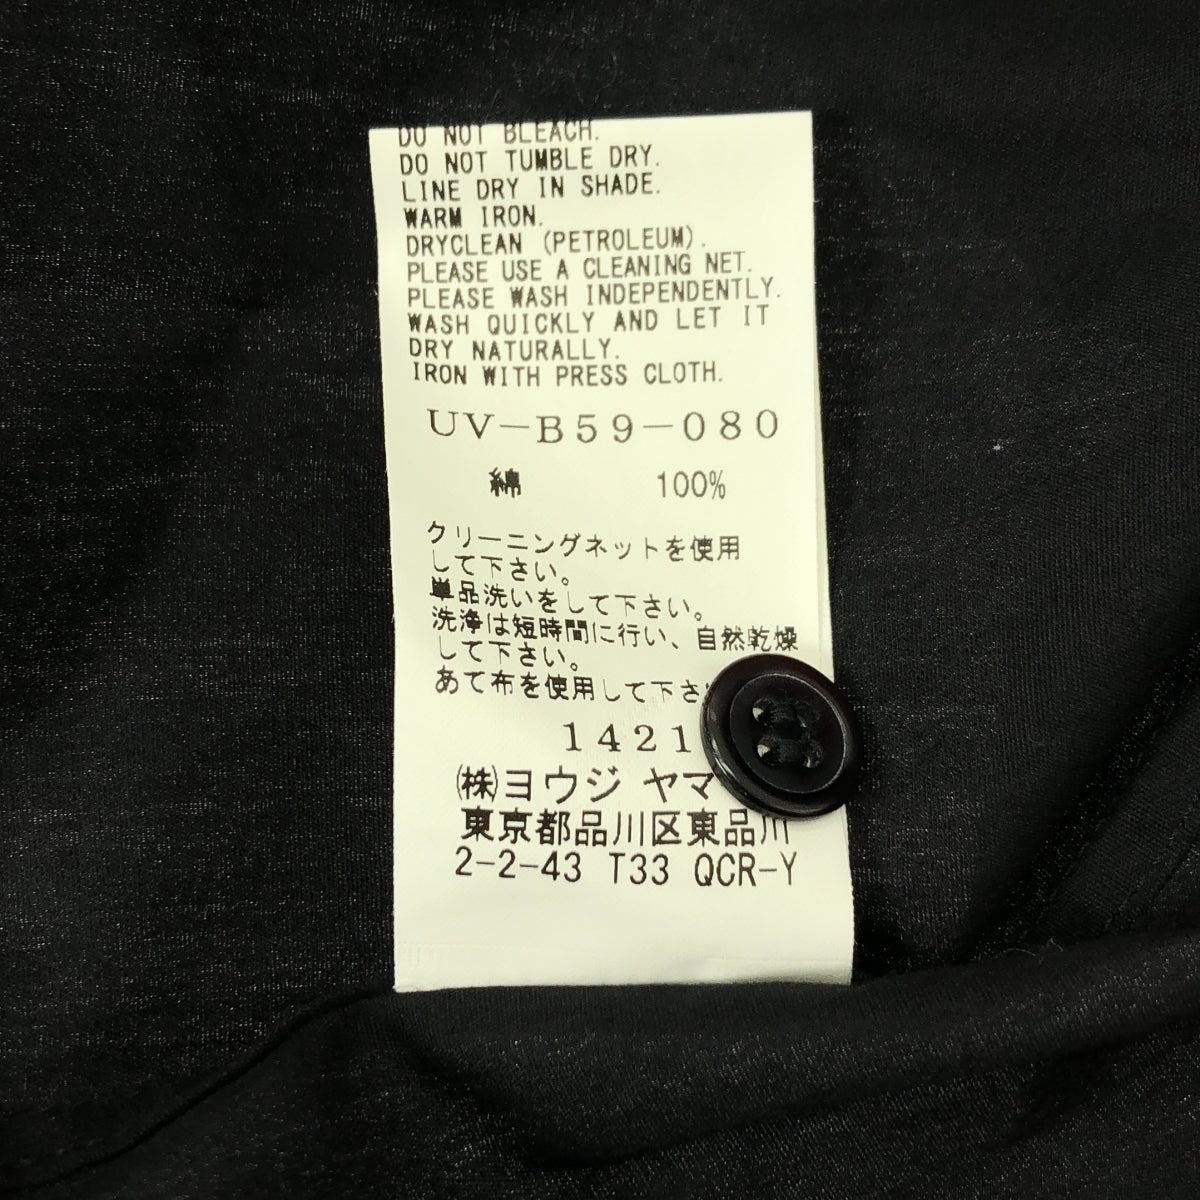 DO NOT BLEACH.
DO NOT TUMBLE DRY.
LINE DRY IN SHADE.
WARM IRON.
DRYCLEAN (PETROLEUM).
PLEASE USE A CLEANING NET.
PLEASE WASH INDEPENDENTLY.
WASH QUICKLY AND LET IT
DRY NATURALLY.
IRON WITH PRESS CLOTH.
UV-B59-080
綿 100%
クリーニングネットを使用
して下さい。
単品洗いをして下さい。
洗浄は短時間に行い、自然乾燥
して下さい。
あて布を使用して下さ
1421
(株)ヨウジ ヤマ
東京都品川区東品川
2-2-43 T33 QCR-Y